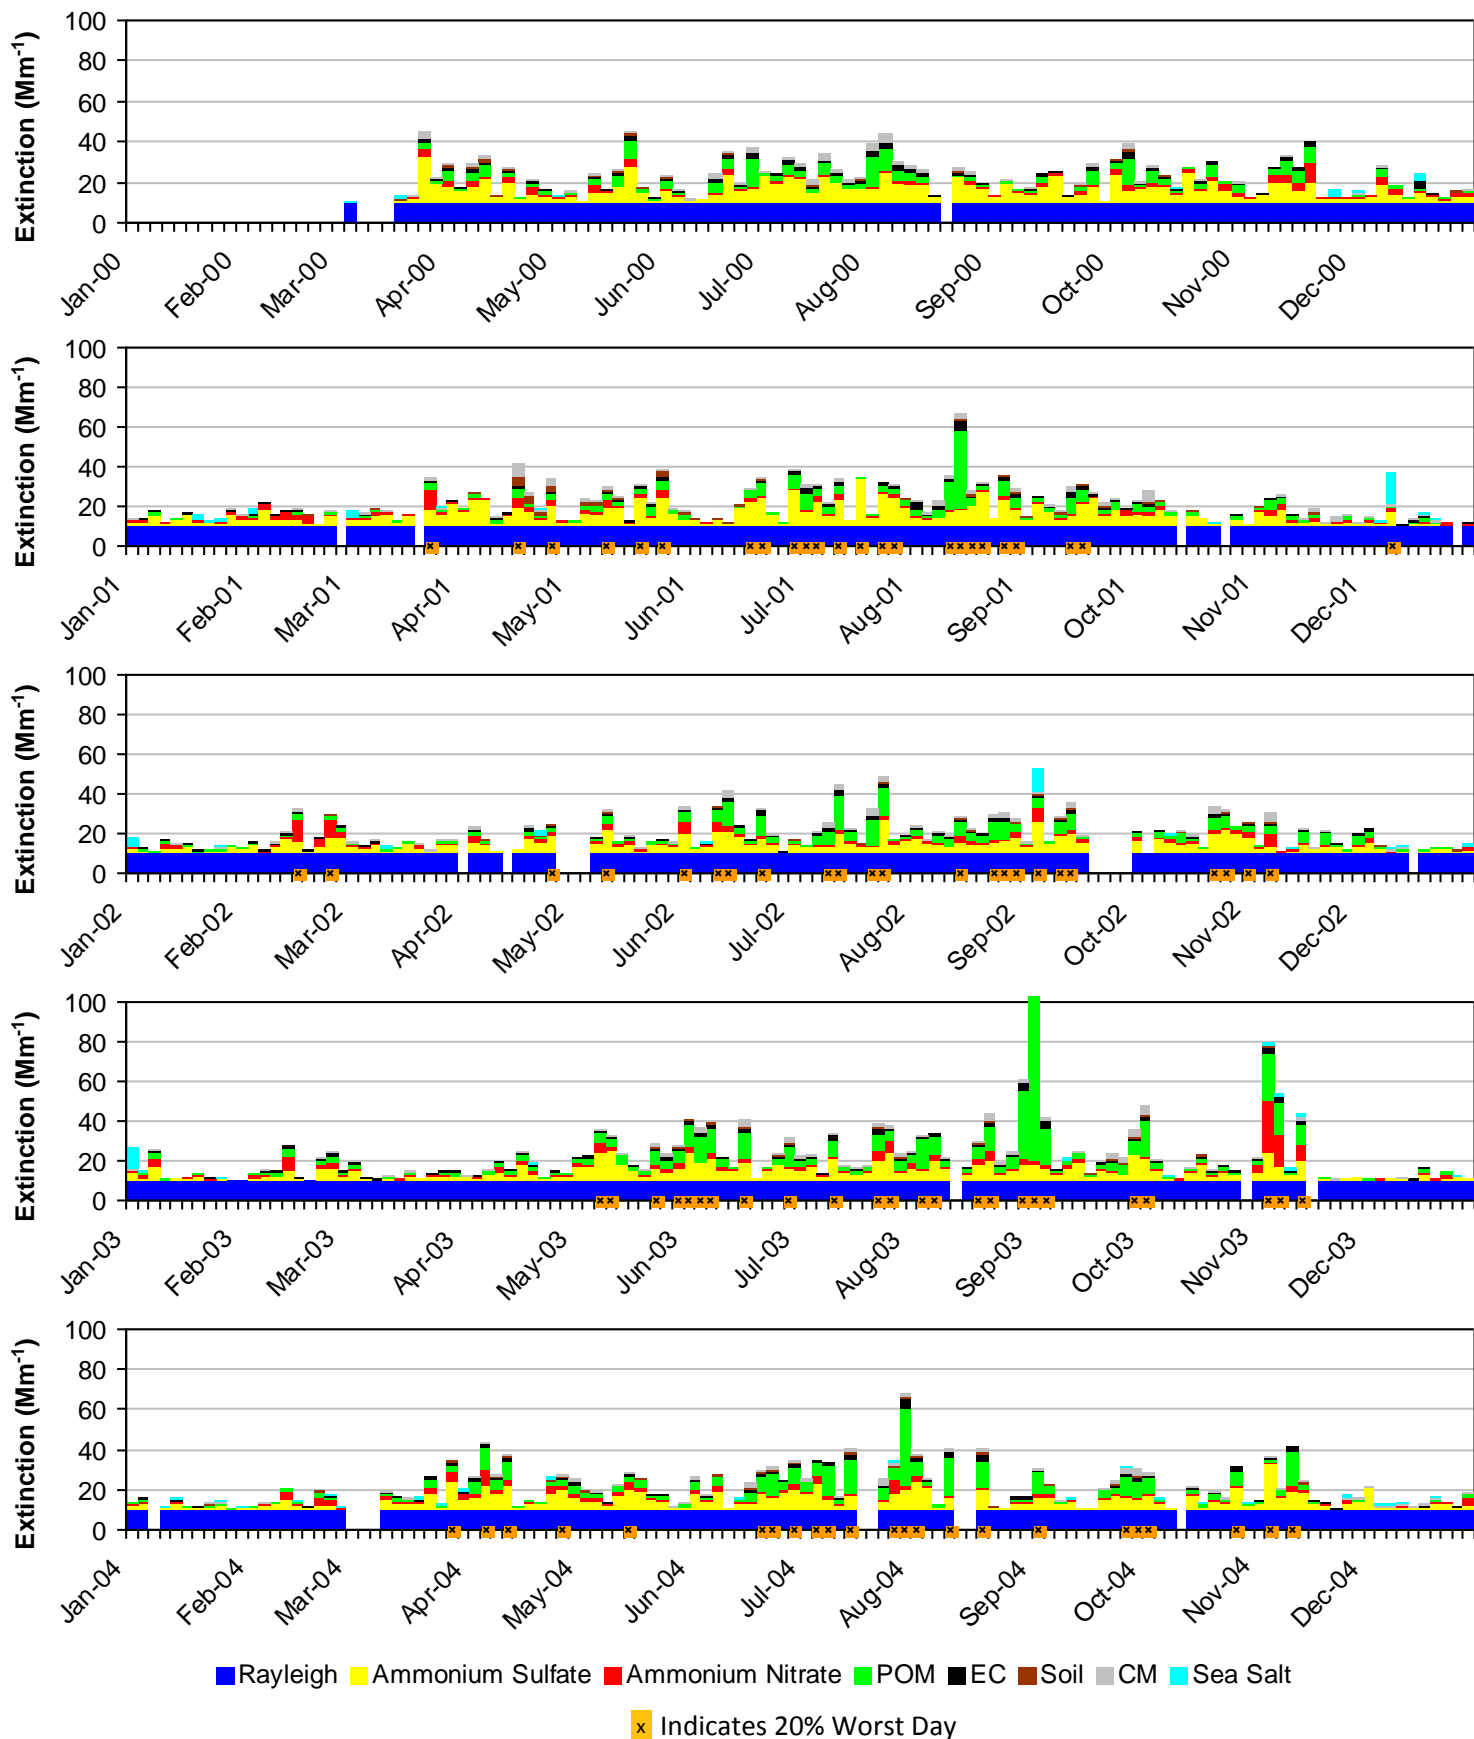 Extinction (Mm-1)
100
80
60
40
20
0
Jan-00 Feb-00 Mar-00 Apr-00 May-00 Jun-00 Jul-00 Aug-00 Sep-00 Oct-00 Nov-00 Dec-00
Extinction (Mm-1)
100
80
60
40
20
0
Jan-01 Feb-01 Mar-01 Apr-01 May-01 Jun-01 Jul-01 Aug-01 Sep-01 Oct-01 Nov-01 Dec-01
Extinction (Mm-1)
100
80
60
40
20
0
Jan-02 Feb-02 Mar-02 Apr-02 May-02 Jun-02 Jul-02 Aug-02 Sep-02 Oct-02 Nov-02 Dec-02
Extinction (Mm-1)
100
80
60
40
20
0
Jan-03 Feb-03 Mar-03 Apr-03 May-03 Jun-03 Jul-03 Aug-03 Sep-03 Oct-03 Nov-03 Dec-03
Extinction (Mm-1)
100
80
60
40
20
0
Jan-04 Feb-04 Mar-04 Apr-04 May-04 Jun-04 Jul-04 Aug-04 Sep-04 Oct-04 Nov-04 Dec-04
Rayleigh Ammonium Sulfate Ammonium Nitrate POM EC Soil CM Sea Salt
x Indicates 20% Worst Day